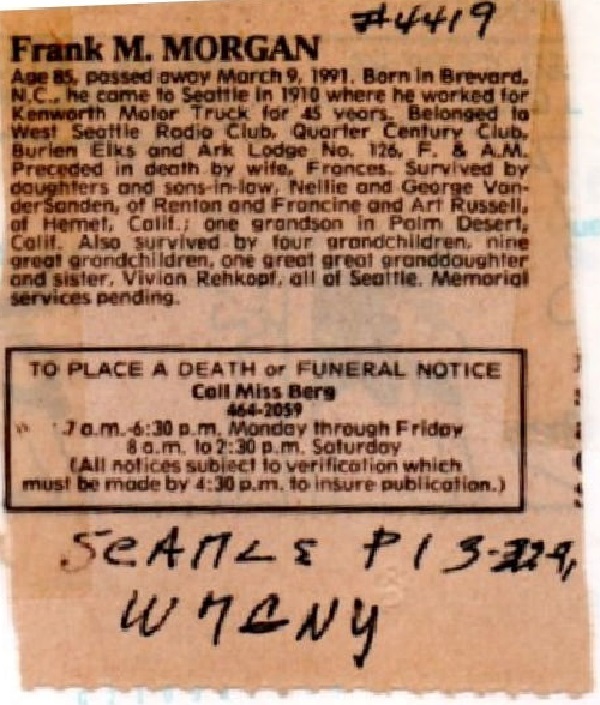 #4419
Frank M. MORGAN
Age 85, passed away March 9, 1991. Born in Brevard,
N.C., he came to Seattle in 1910 where he worked for
Kenworth Motor Truck for 45 years. Belonged to
West Seattle Radio Club, Quarter Century Club,
Burien Elks and Ark Lodge No. 126, F. & A.M.
Preceded in death by wife, Frances. Survived by
daughters and sons-in-law, Nellie and George Van-
derSanden, of Renton and Francine and Art Russell,
of Hemet, Calif.; one grandson in Palm Desert,
Calif. Also survived by four grandchildren, nine
great grandchildren, one great great granddaughter
and sister, Vivian Rehkopf, all of Seattle. Memorial
services pending.
TO PLACE A DEATH or FUNERAL NOTICE
Call Miss Berg
464-2059
7 a.m.-6:30 p.m. Monday through Friday
8 a.m. to 2:30 p.m. Saturday
(All notices subject to verification which
must be made by 4:30 p.m. to insure publication.)
SEATTLE PI
W7GNY